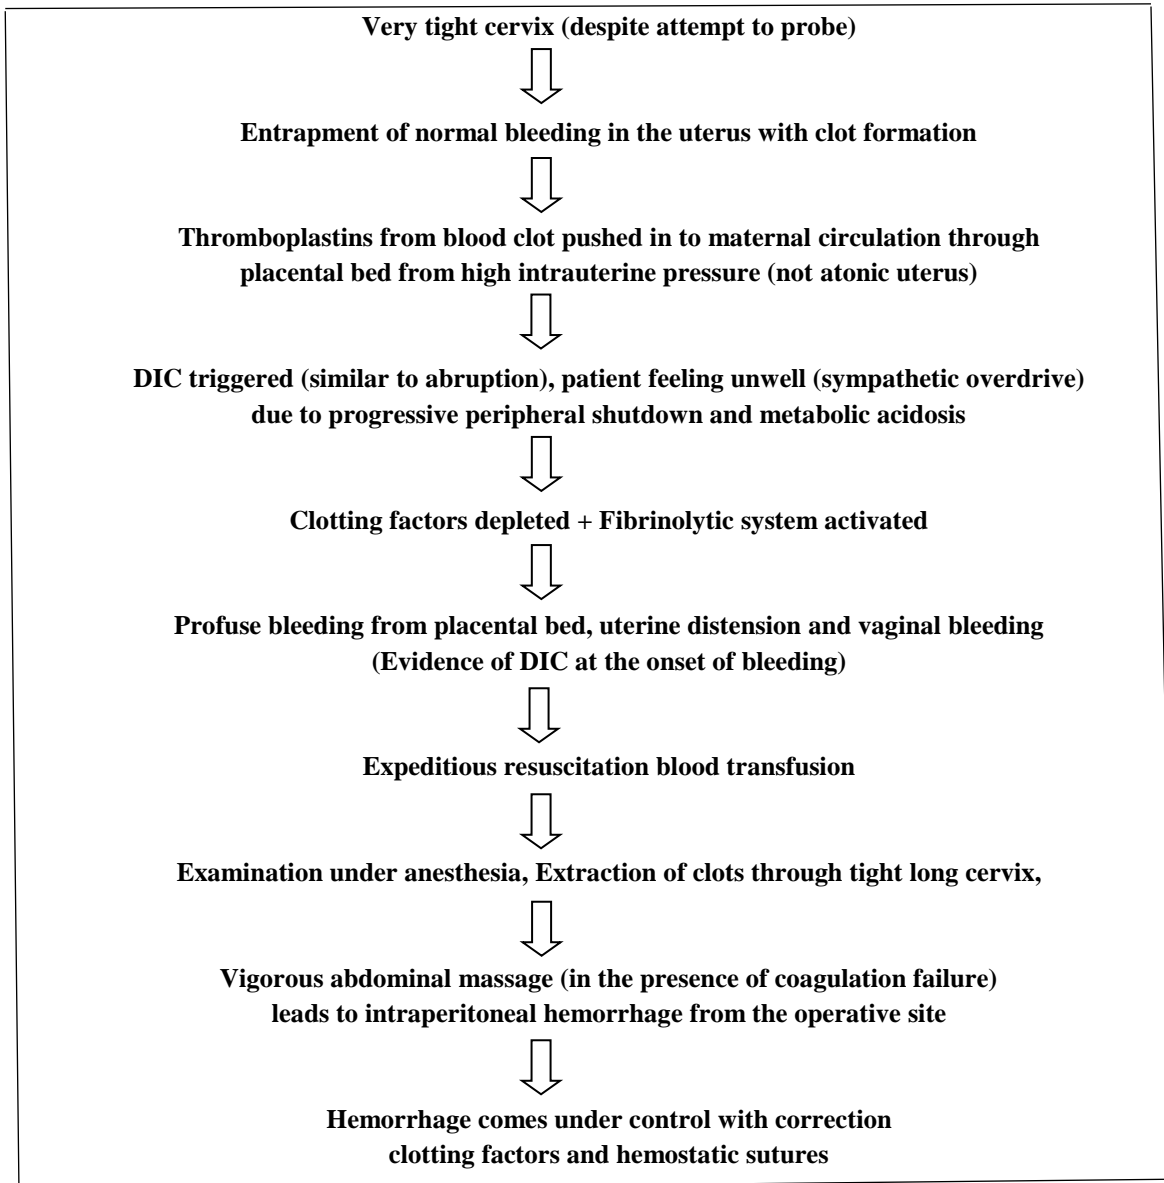 Very tight cervix (despite attempt to probe)
Entrapment of normal bleeding in the uterus with clot formation
Thromboplastins from blood clot pushed in to maternal circulation through
placental bed from high intrauterine pressure (not atonic uterus)
DIC triggered (similar to abruption), patient feeling unwell (sympathetic overdrive)
due to progressive peripheral shutdown and metabolic acidosis
Clotting factors depleted + Fibrinolytic system activated
Profuse bleeding from placental bed, uterine distension and vaginal bleeding
(Evidence of DIC at the onset of bleeding)
Expeditious resuscitation blood transfusion
Examination under anesthesia, Extraction of clots through tight long cervix,
Vigorous abdominal massage (in the presence of coagulation failure)
leads to intraperitoneal hemorrhage from the operative site
Hemorrhage comes under control with correction
clotting factors and hemostatic sutures